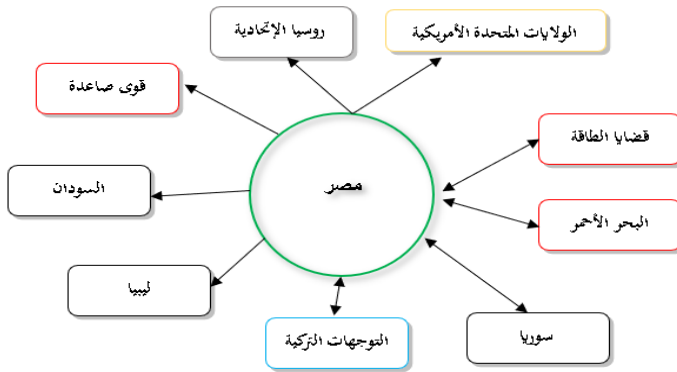 الولايات المتحدة الأمريكية
روسيا الإتحادية
قوى صاعدة
قضايا الطاقة
مصر
السودان
البحر الأحمر
ليبيا
التوجهات التركية
سوريا